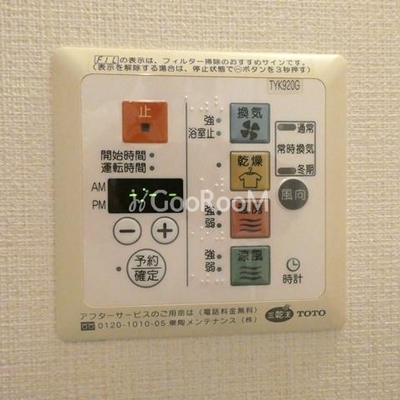 FILの表示は、フィルター掃除のおすすめサインです。
(表示を解除する場合は、停止状態で⊖ボタンを3秒押す)
TYK920G
止
強
浴室止
換気
通常
常時換気
冬期
開始時間
運転時間
乾燥
AM
PM
風向
GooRooM
強
弱
予約
確定
強
弱
涼風
時計
アフターサービスのご用命は(電話料金無料)
0120-1010-05 東陶メンテナンス(株)
三乾王 TOTO